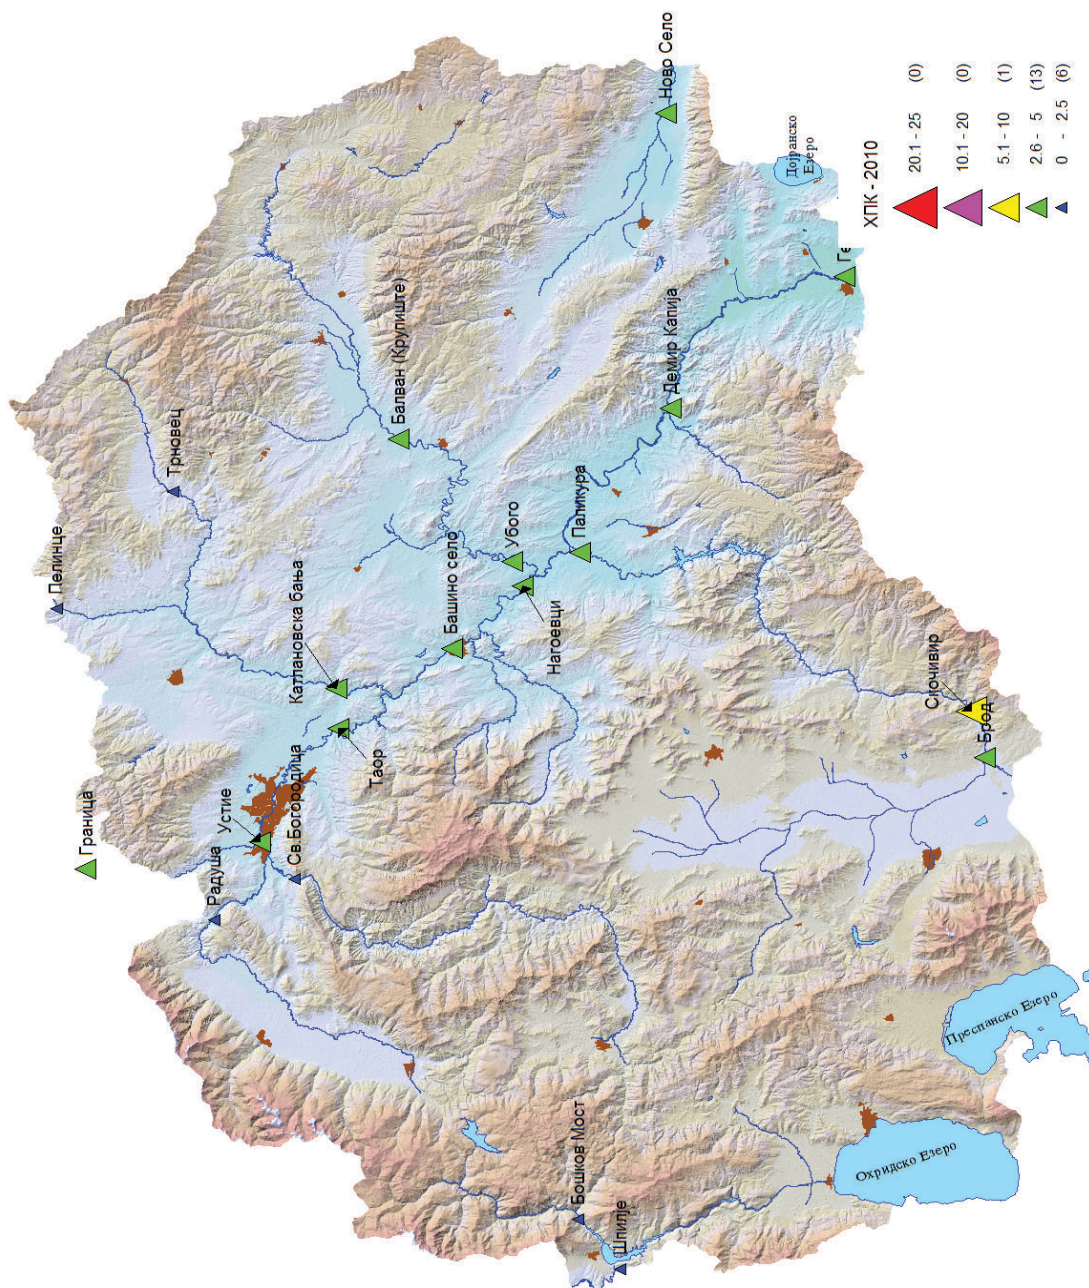 Граница
Пелинце
Трновец
Радуша
Устие
Св.Богородица
Катлановска бања
Таор
Балван (Крупиште)
Башино село
Убого
Нагоевци
Паликура
Демир Капија
Ново Село
Ге
Дојранско
Езеро
Скочивир
Брод
Бошков Мост
Шпилје
Охридско Езеро
Преспанско Езеро
ХПК - 2010
20.1 - 25 (0)
10.1 - 20 (0)
5.1 - 10 (1)
2.6 - 5 (13)
0 - 2.5 (6)